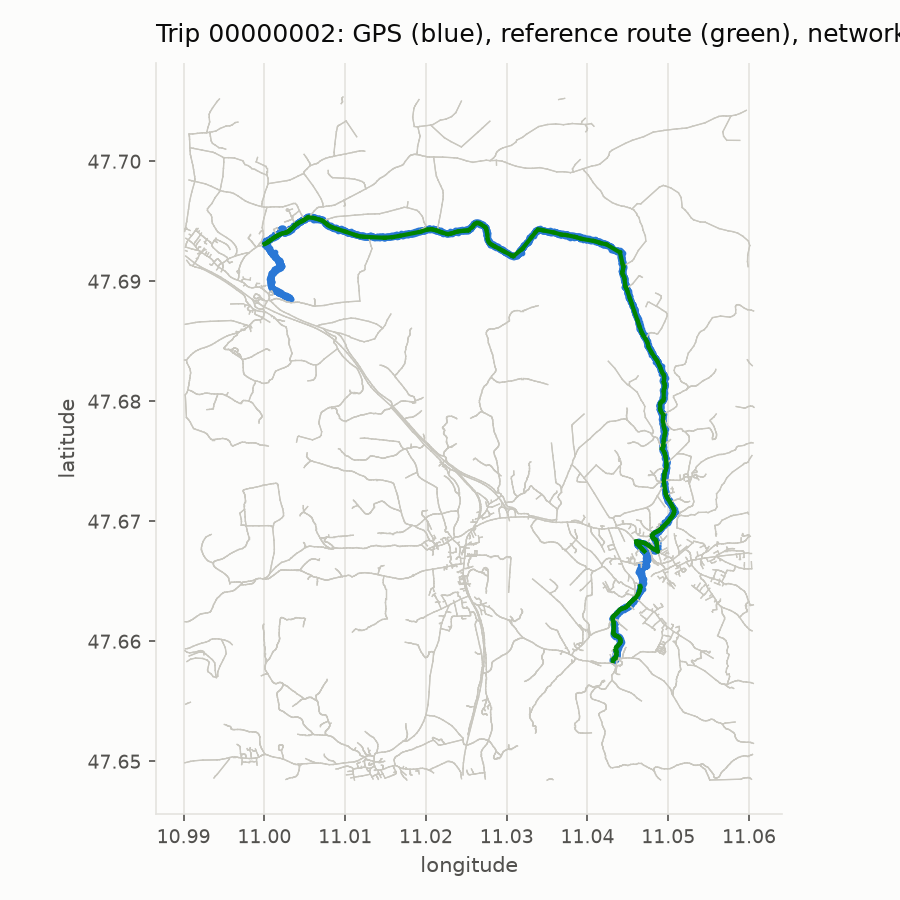 Trip 00000002: GPS (blue), reference route (green), network
47.70
47.69
47.68
47.67
47.66
47.65
latitude
10.99 11.00 11.01 11.02 11.03 11.04 11.05 11.06
longitude